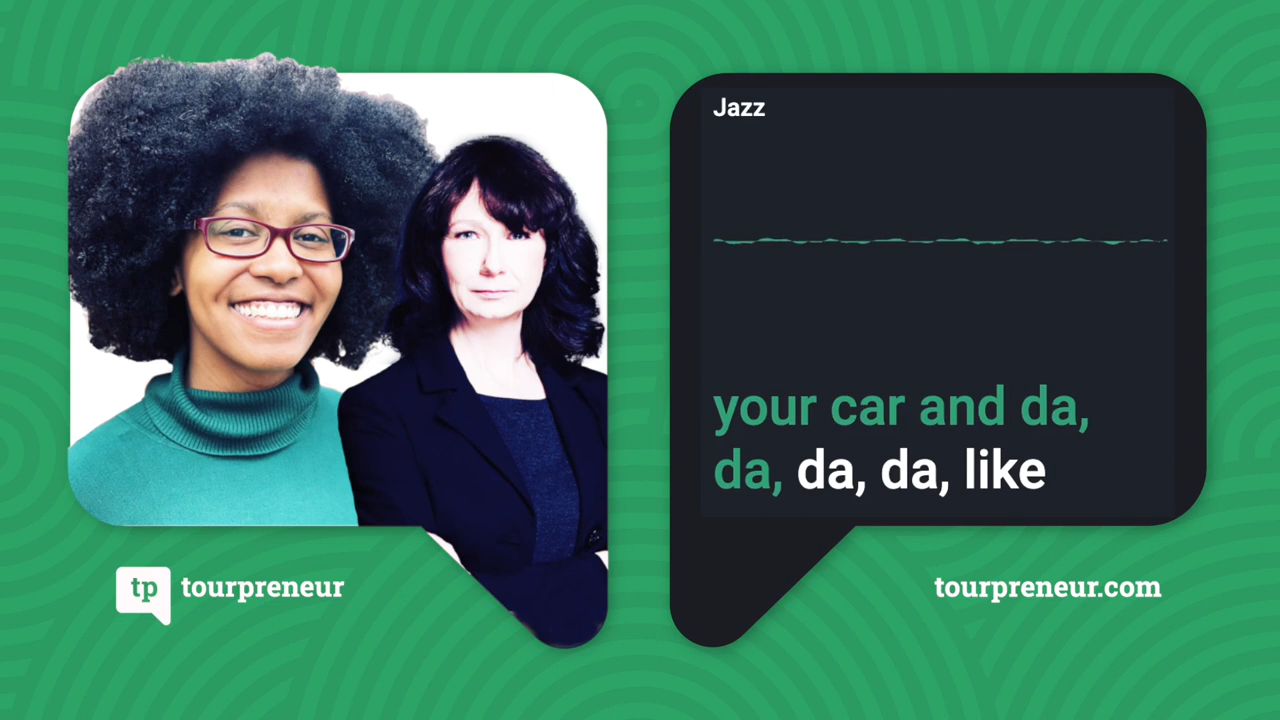 Jazz
your car and da,
da, da, da, like
tp tourpreneur
tourpreneur.com